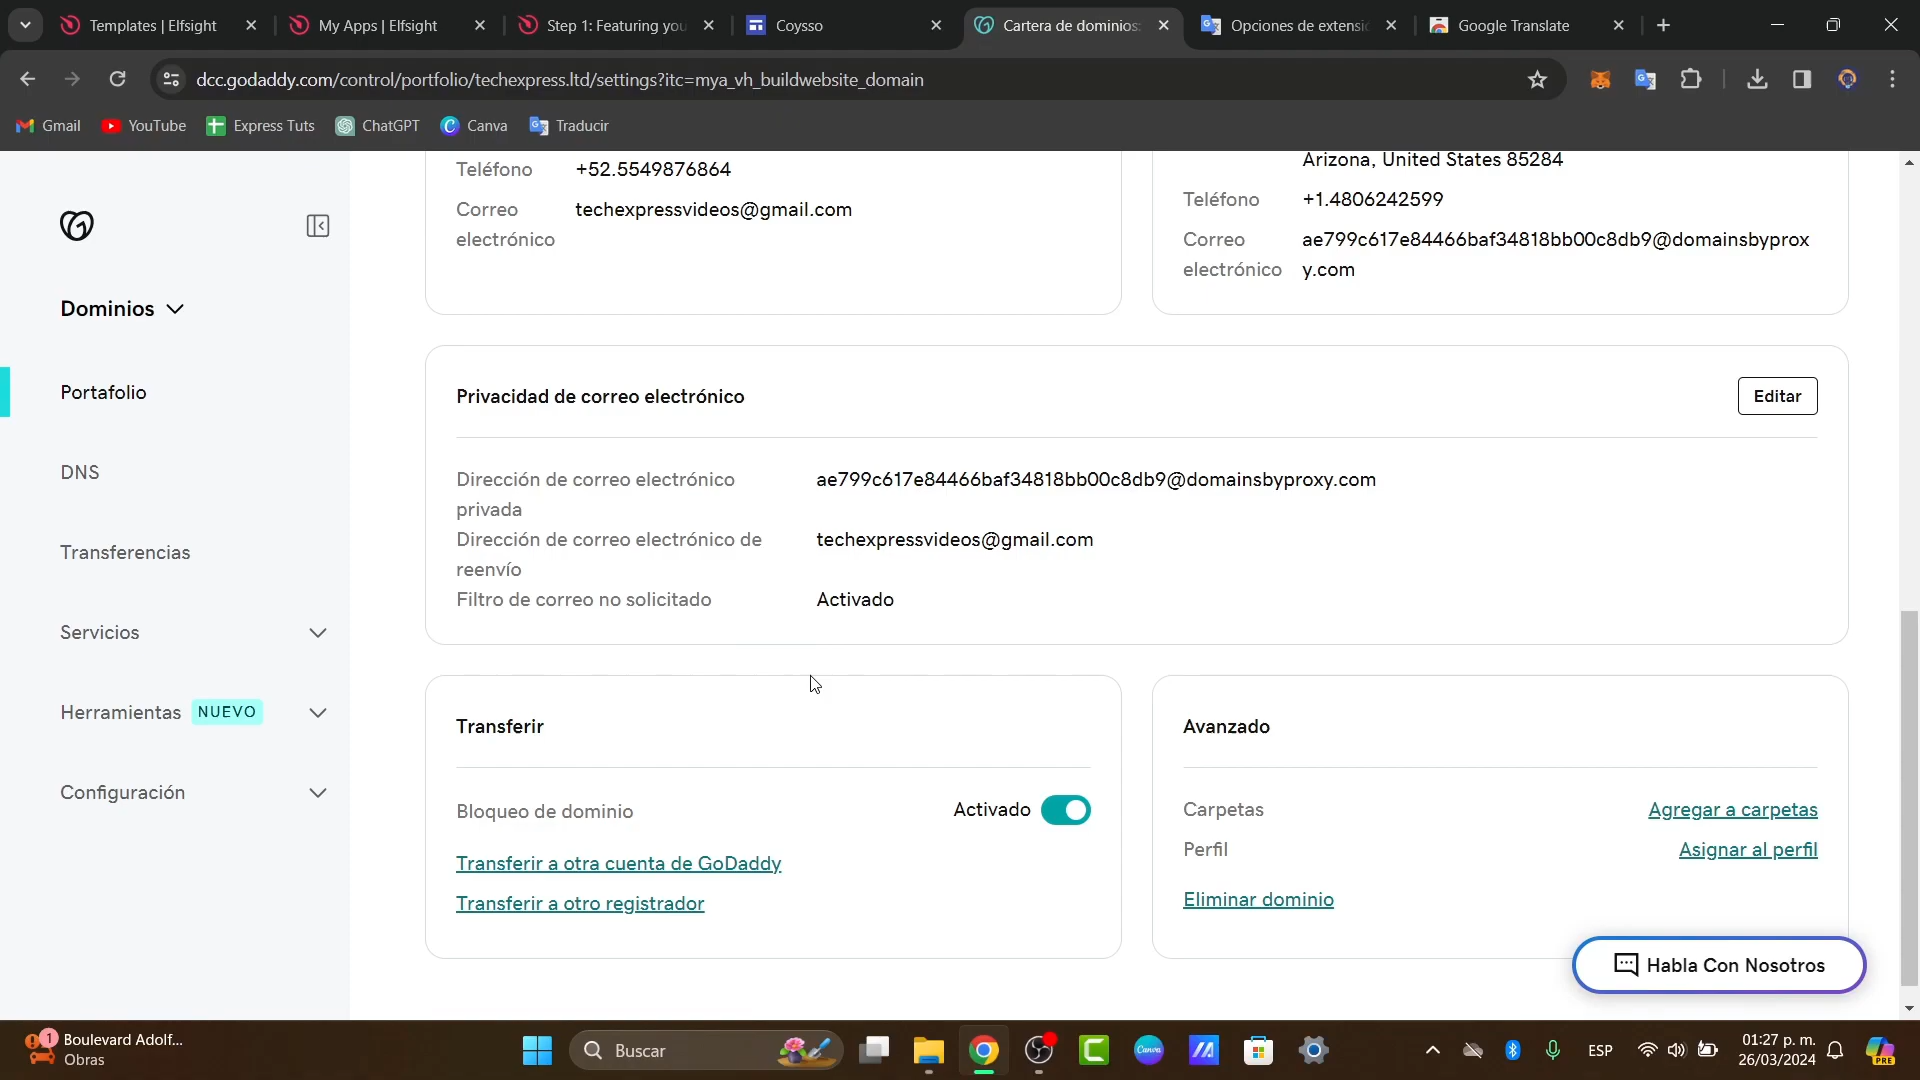 Templates | Elfsight
My Apps | Elfsight
Step 1: Featuring you
Coysso
Cartera de dominios:
Opciones de extensi
Google Translate
dcc.godaddy.com/control/portfolio/techexpress.ltd/settings?itc=mya_vh_buildwebsite_domain
Gmail
YouTube
Express Tuts
ChatGPT
Canva
Traducir
Dominios
Portafolio
DNS
Transferencias
Servicios
Herramientas NUEVO
Configuración
Teléfono +52.5549876864
Correo electrónico techexpressvideos@gmail.com
Arizona, United States 85284
Teléfono +1.4806242599
Correo ae799c617e84466baf34818bb00c8db9@domainsbyprox
electrónico y.com
Privacidad de correo electrónico
Editar
Dirección de correo electrónico privada ae799c617e84466baf34818bb00c8db9@domainsbyproxy.com
Dirección de correo electrónico de reenvío techexpressvideos@gmail.com
Filtro de correo no solicitado Activado
Transferir
Bloqueo de dominio Activado
Transferir a otra cuenta de GoDaddy
Transferir a otro registrador
Avanzado
Carpetas Agregar a carpetas
Perfil Asignar al perfil
Eliminar dominio
Habla Con Nosotros
1
Boulevard Adolf...
Obras
Buscar
Canva
ESP
01:27 p. m.
26/03/2024
PRE